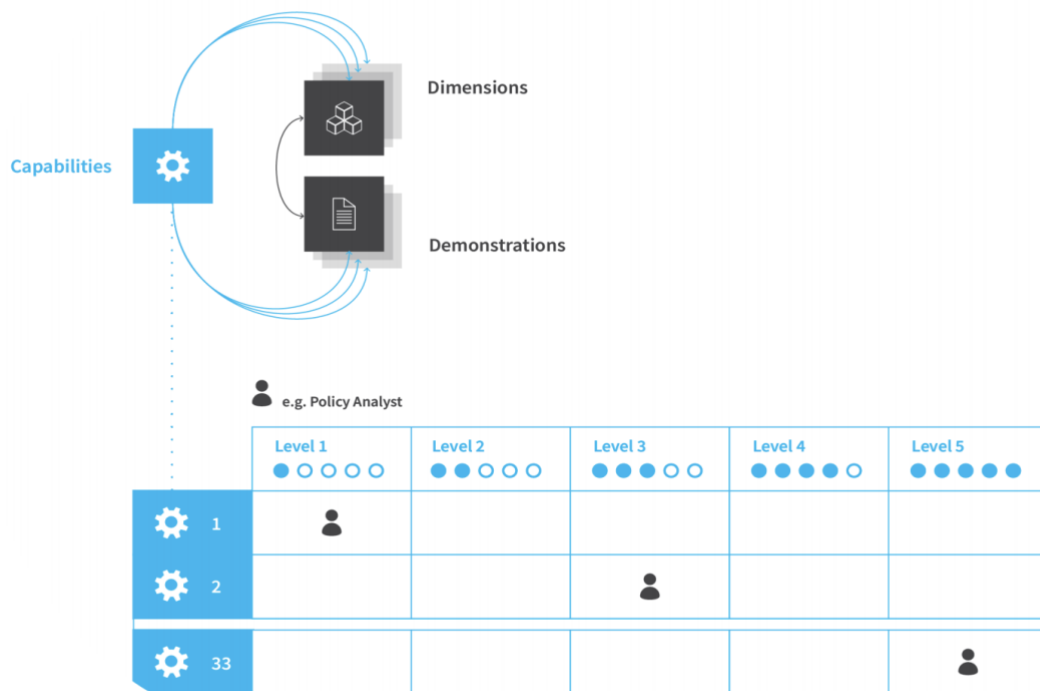 Dimensions
Capabilities
Demonstrations
e.g. Policy Analyst
Level 1
Level 2
Level 3
Level 4
Level 5
1
2
33